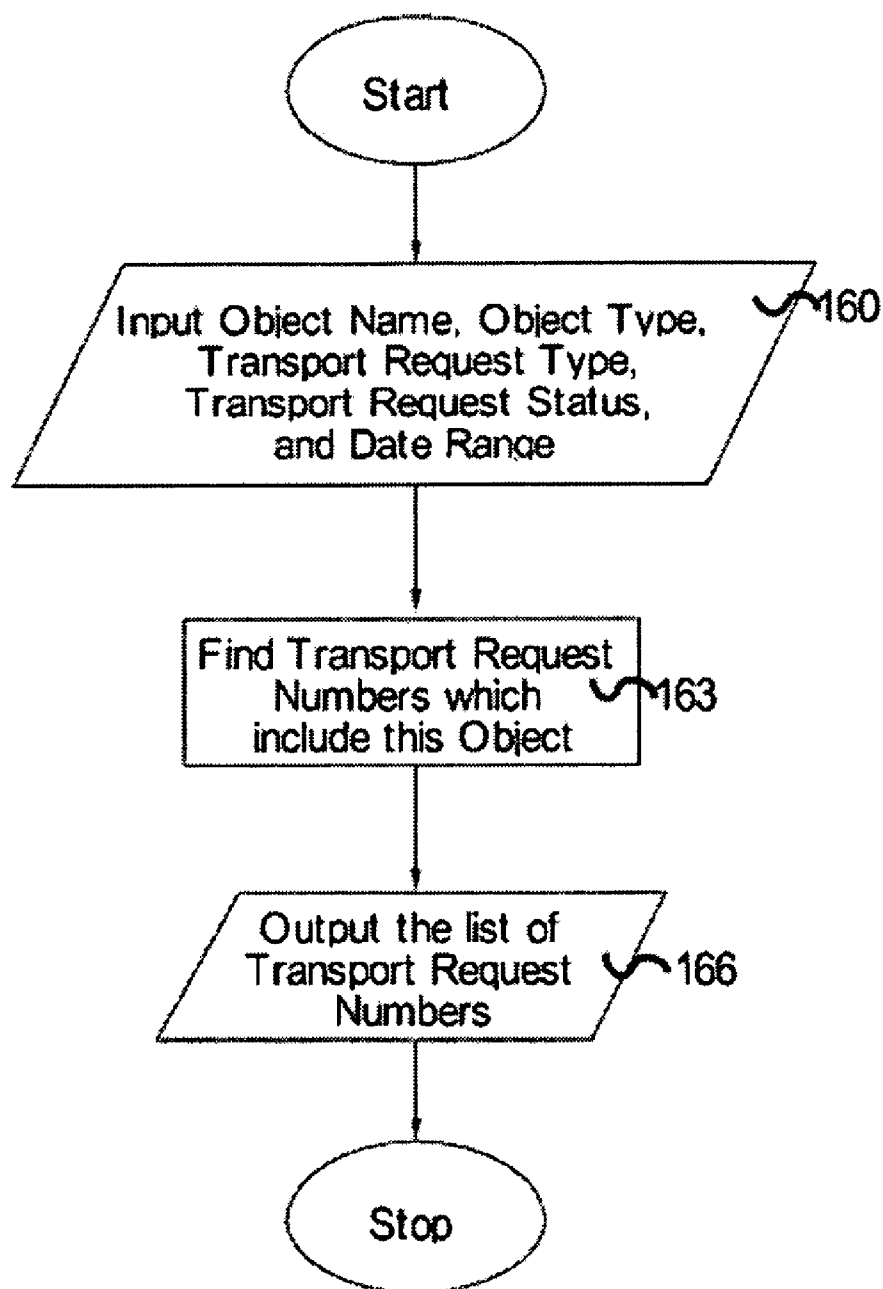 Start
Input Object Name, Object Type,
Transport Request Type,
Transport Request Status,
and Date Range
160
Find Transport Request
Numbers which
include this Object
163
Output the list of
Transport Request
Numbers
166
Stop